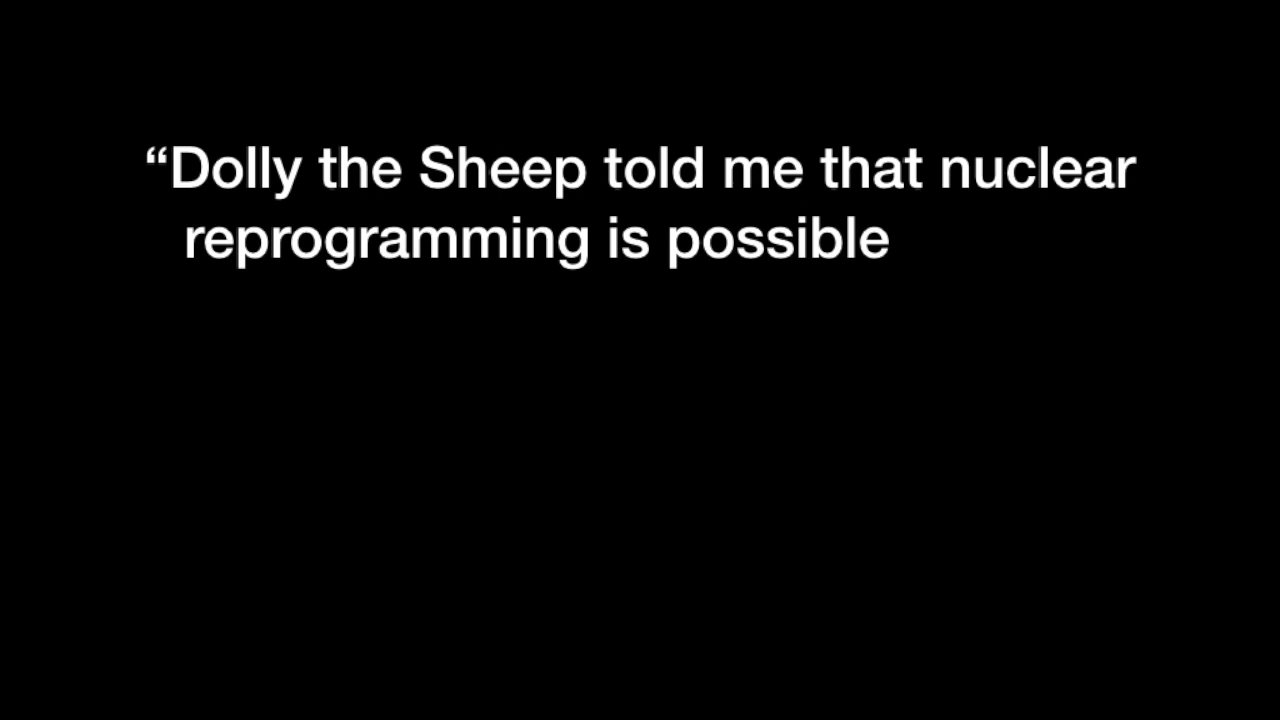 “Dolly the Sheep told me that nuclear
reprogramming is possible